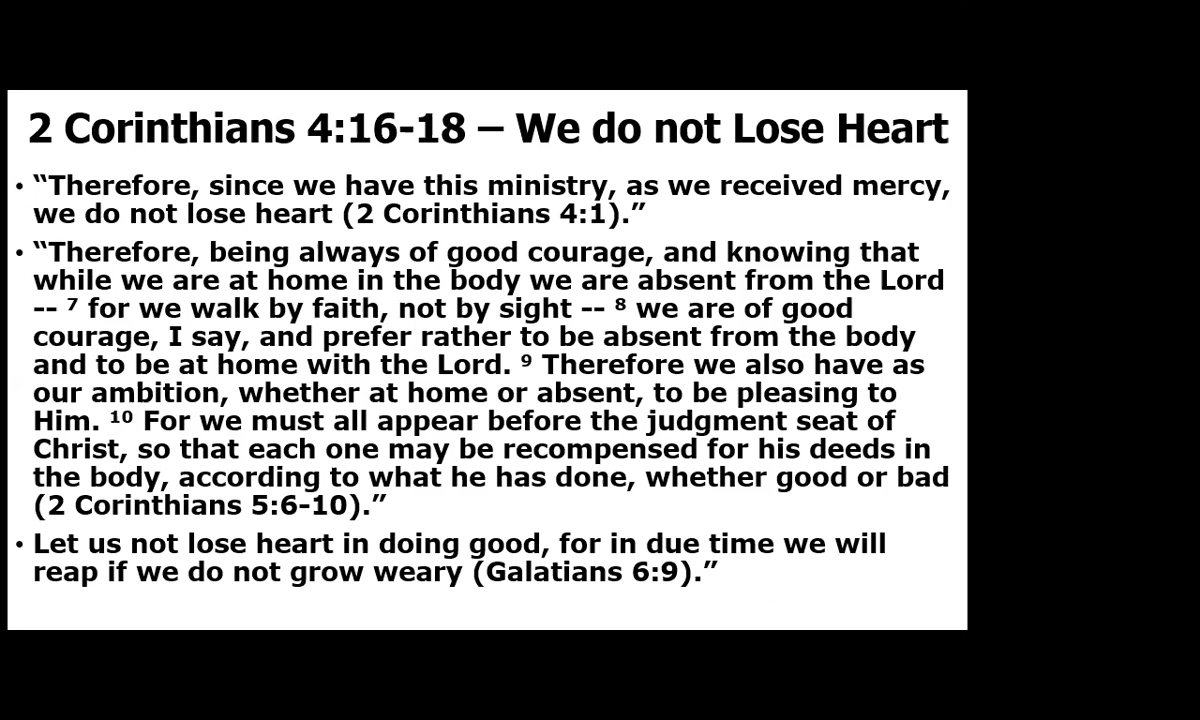 2 Corinthians 4:16-18 – We do not Lose Heart
• “Therefore, since we have this ministry, as we received mercy,
we do not lose heart (2 Corinthians 4:1).”
• “Therefore, being always of good courage, and knowing that
while we are at home in the body we are absent from the Lord
-- ⁷ for we walk by faith, not by sight -- ⁸ we are of good
courage, I say, and prefer rather to be absent from the body
and to be at home with the Lord. ⁹ Therefore we also have as
our ambition, whether at home or absent, to be pleasing to
Him. ¹⁰ For we must all appear before the judgment seat of
Christ, so that each one may be recompensed for his deeds in
the body, according to what he has done, whether good or bad
(2 Corinthians 5:6-10).”
• Let us not lose heart in doing good, for in due time we will
reap if we do not grow weary (Galatians 6:9).”